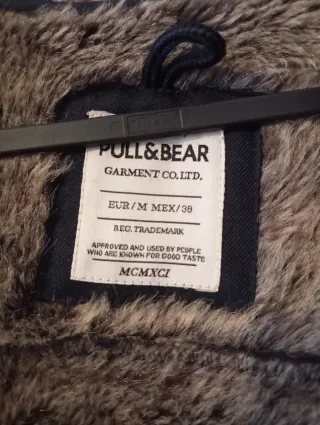 PULL&BEAR
GARMENT CO, LTD.
EUR/M MEX/38
REG. TRADEMARK
APPROVED AND USED BY PEOPLE
WHO ARE KNOWN FOR GOOD TASTE
MCMXCI